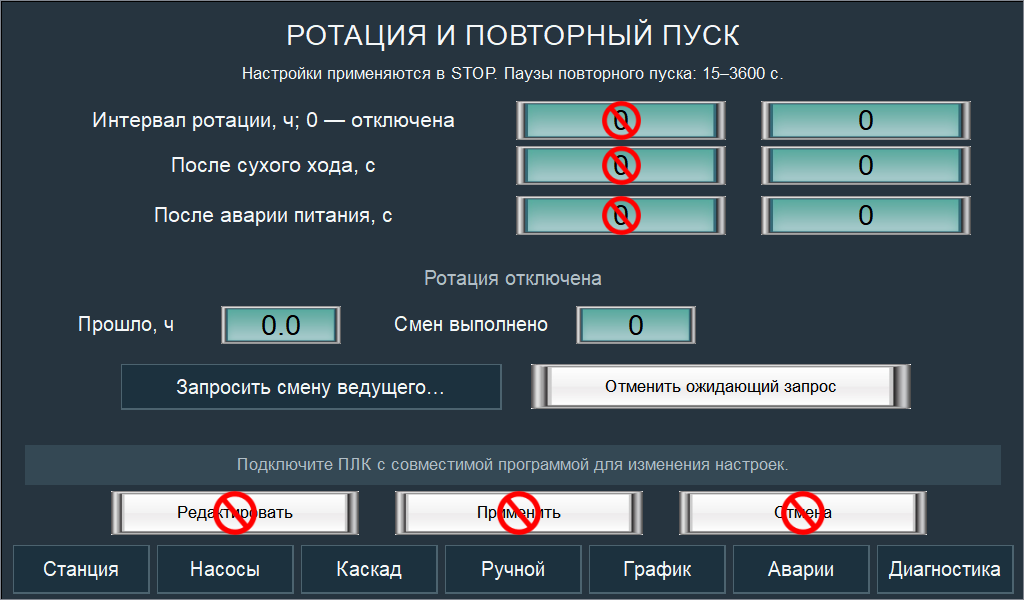 РОТАЦИЯ И ПОВТОРНЫЙ ПУСК
Настройки применяются в STOP. Паузы повторного пуска: 15–3600 с.
Интервал ротации, ч; 0 — отключена 0 0
После сухого хода, с 0 0
После аварии питания, с 0 0
Ротация отключена
Прошло, ч 0.0 Смен выполнено 0
Запросить смену ведущего... Отменить ожидающий запрос
Подключите ПЛК с совместимой программой для изменения настроек.
Редактировать Применить Отмена
Станция Насосы Каскад Ручной График Аварии Диагностика